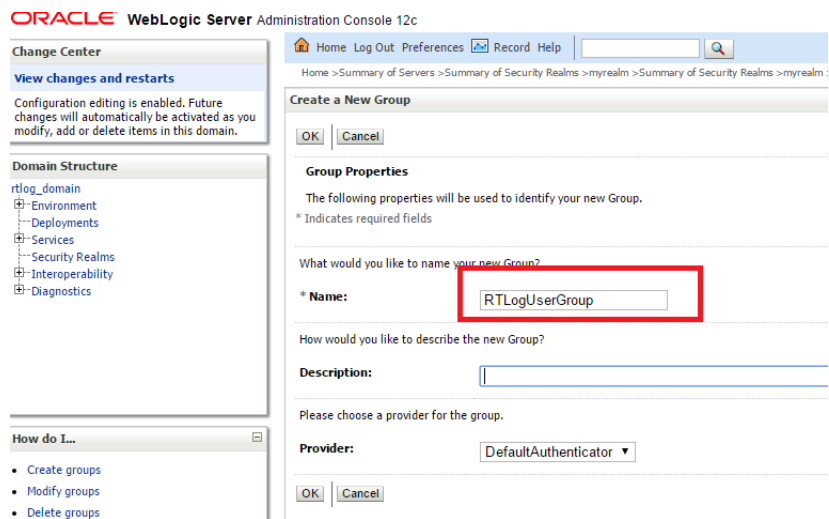 ORACLE WebLogic Server Administration Console 12c
Change Center
View changes and restarts
Configuration editing is enabled. Future
changes will automatically be activated as you
modify, add or delete items in this domain.
Domain Structure
rtlog_domain
Environment
Deployments
Services
Security Realms
Interoperability
Diagnostics
How do I...
Create groups
Modify groups
Delete groups
Home Log Out Preferences Record Help
Home >Summary of Servers >Summary of Security Realms >myrealm >Summary of Security Realms >myrealm >
Create a New Group
OK Cancel
Group Properties
The following properties will be used to identify your new Group.
* Indicates required fields
What would you like to name your new Group?
* Name: RTLogUserGroup
How would you like to describe the new Group?
Description:
Please choose a provider for the group.
Provider: DefaultAuthenticator
OK Cancel